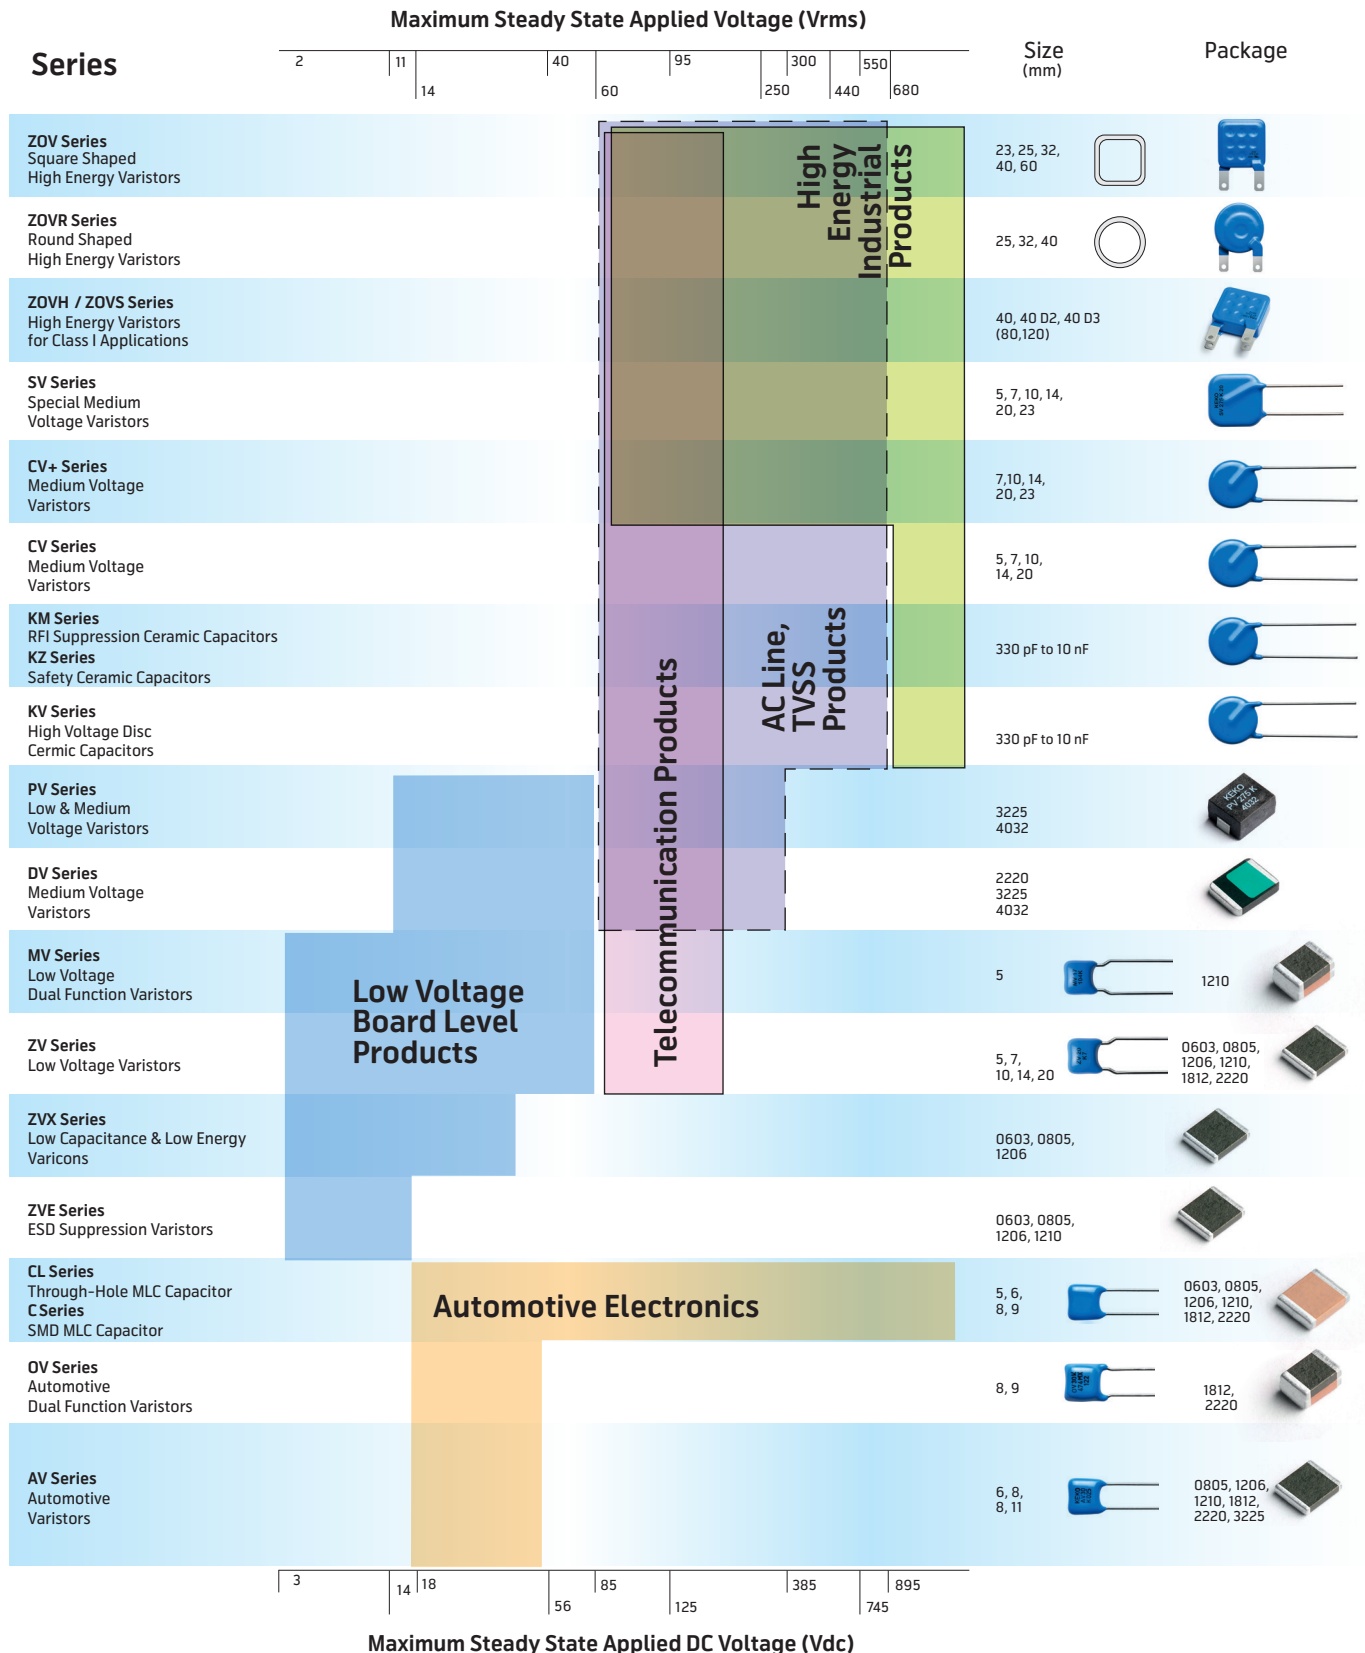 Maximum Steady State Applied Voltage (Vrms)
Series
2
11
14
40
60
95
250
300
440
550
680
Size
(mm)
Package
ZOV Series
Square Shaped
High Energy Varistors
23, 25, 32,
40, 60
ZOVR Series
Round Shaped
High Energy Varistors
25, 32, 40
High
Energy
Industrial
Products
ZOVH / ZOVS Series
High Energy Varistors
for Class I Applications
40, 40 D2, 40 D3
(80,120)
SV Series
Special Medium
Voltage Varistors
5, 7, 10, 14,
20, 23
CV+ Series
Medium Voltage
Varistors
7,10, 14,
20, 23
CV Series
Medium Voltage
Varistors
5, 7, 10,
14, 20
KM Series
RFI Suppression Ceramic Capacitors
KZ Series
Safety Ceramic Capacitors
330 pF to 10 nF
AC Line,
TVSS
Products
KV Series
High Voltage Disc
Cermic Capacitors
330 pF to 10 nF
Telecommunication Products
PV Series
Low & Medium
Voltage Varistors
3225
4032
KEKO
PV 275 K
4032
DV Series
Medium Voltage
Varistors
2220
3225
4032
MV Series
Low Voltage
Dual Function Varistors
5
1210
Low Voltage
Board Level
Products
ZV Series
Low Voltage Varistors
5, 7,
10, 14, 20
0603, 0805,
1206, 1210,
1812, 2220
ZVX Series
Low Capacitance & Low Energy
Varicons
0603, 0805,
1206
ZVE Series
ESD Suppression Varistors
0603, 0805,
1206, 1210
CL Series
Through-Hole MLC Capacitor
C Series
SMD MLC Capacitor
Automotive Electronics
5, 6,
8, 9
0603, 0805,
1206, 1210,
1812, 2220
OV Series
Automotive
Dual Function Varistors
8, 9
1812,
2220
AV Series
Automotive
Varistors
6, 8,
8, 11
0805, 1206,
1210, 1812,
2220, 3225
3
14
18
56
85
125
385
745
895
Maximum Steady State Applied DC Voltage (Vdc)